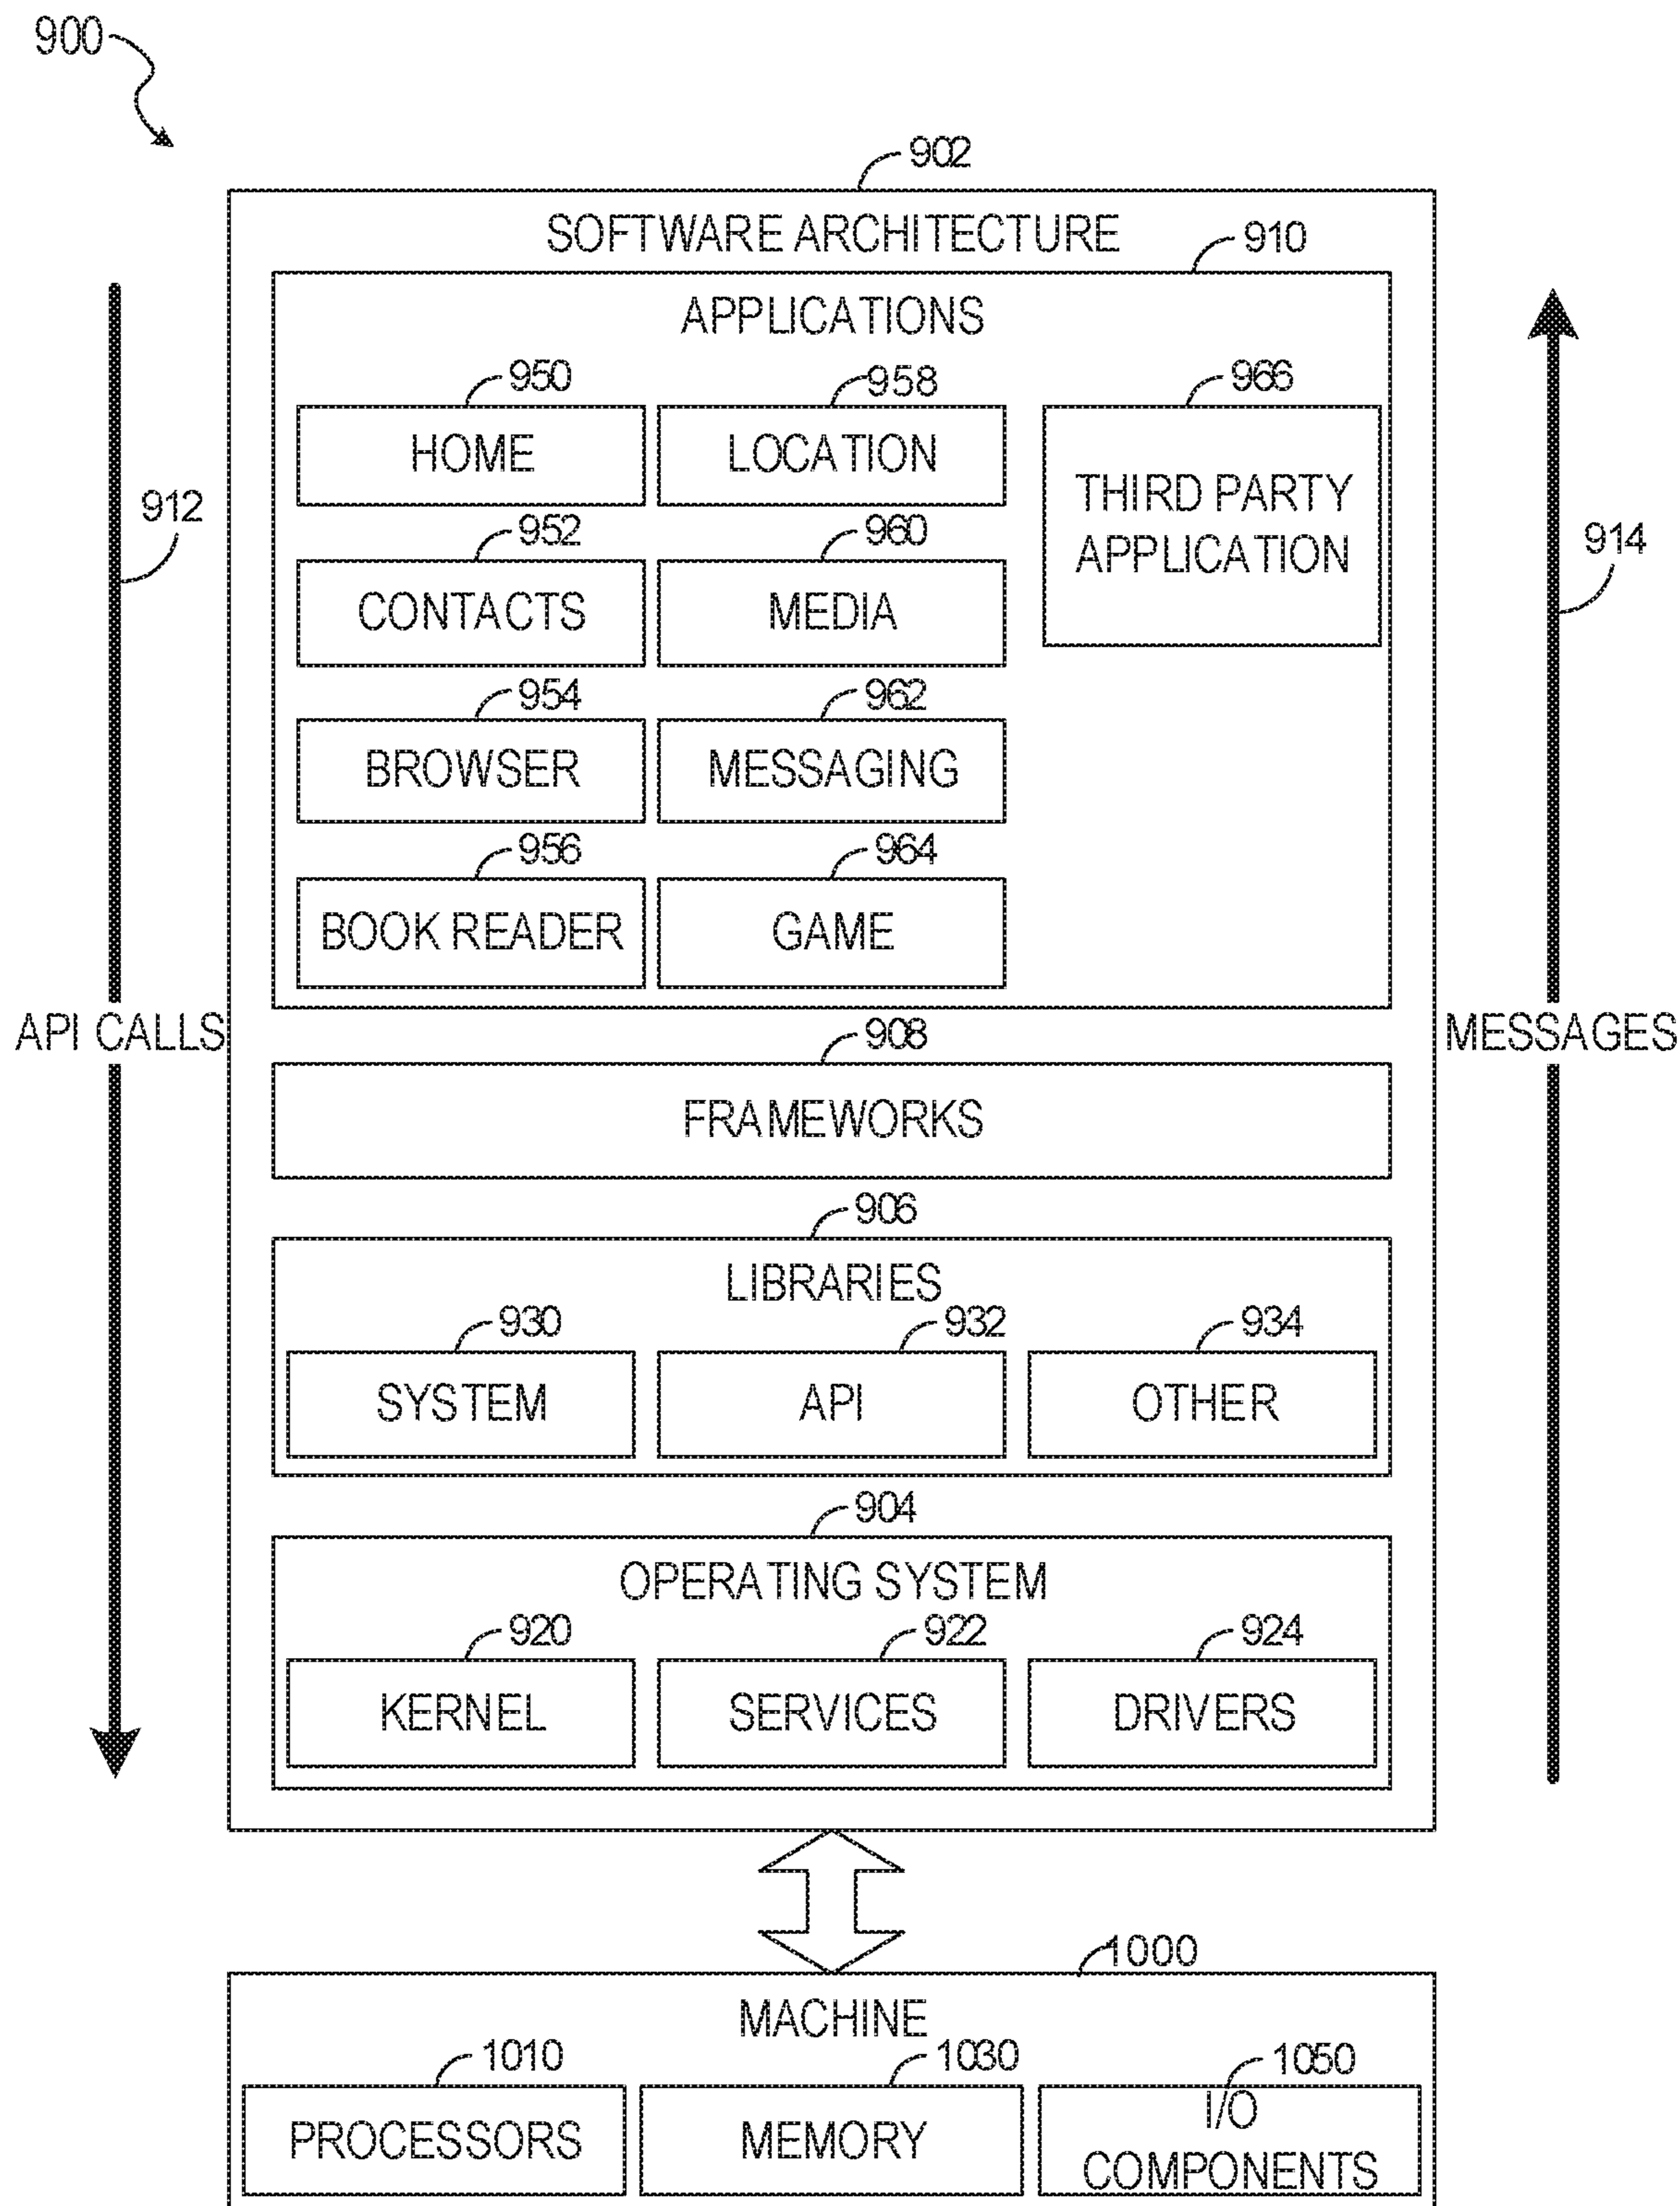 900
902
SOFTWARE ARCHITECTURE
910
APPLICATIONS
950
958
966
HOME
LOCATION
THIRD PARTY
APPLICATION
912
952
960
914
CONTACTS
MEDIA
954
962
BROWSER
MESSAGING
956
964
BOOK READER
GAME
API CALLS
MESSAGES
908
FRAMEWORKS
906
LIBRARIES
930
932
934
SYSTEM
API
OTHER
904
OPERATING SYSTEM
920
922
924
KERNEL
SERVICES
DRIVERS
1000
MACHINE
1010
1030
1050
PROCESSORS
MEMORY
I/O
COMPONENTS